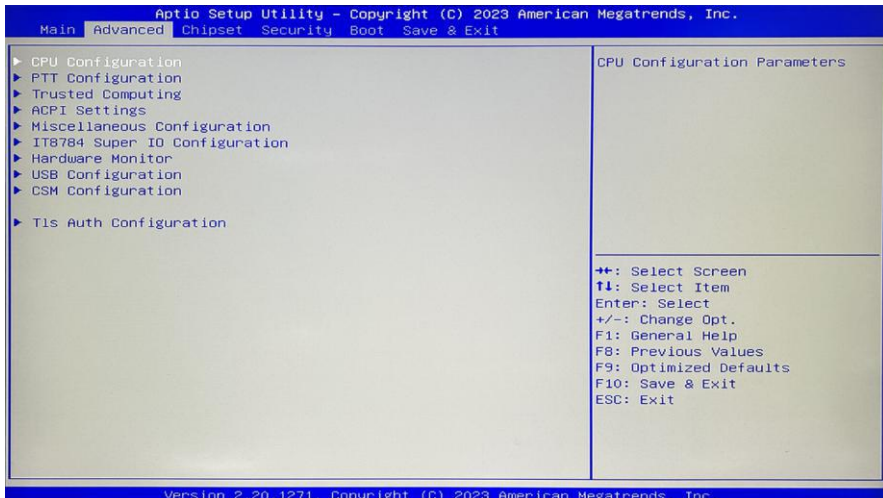 Aptio Setup Utility – Copyright (C) 2023 American Megatrends, Inc.
Main Advanced Chipset Security Boot Save & Exit
▶ CPU Configuration
▶ PTT Configuration
▶ Trusted Computing
▶ ACPI Settings
▶ Miscellaneous Configuration
▶ IT8784 Super IO Configuration
▶ Hardware Monitor
▶ USB Configuration
▶ CSM Configuration
▶ Tls Auth Configuration
CPU Configuration Parameters
→←: Select Screen
↑↓: Select Item
Enter: Select
+/-: Change Opt.
F1: General Help
F8: Previous Values
F9: Optimized Defaults
F10: Save & Exit
ESC: Exit
Version 2.20.1271. Copyright (C) 2023 American Megatrends, Inc.